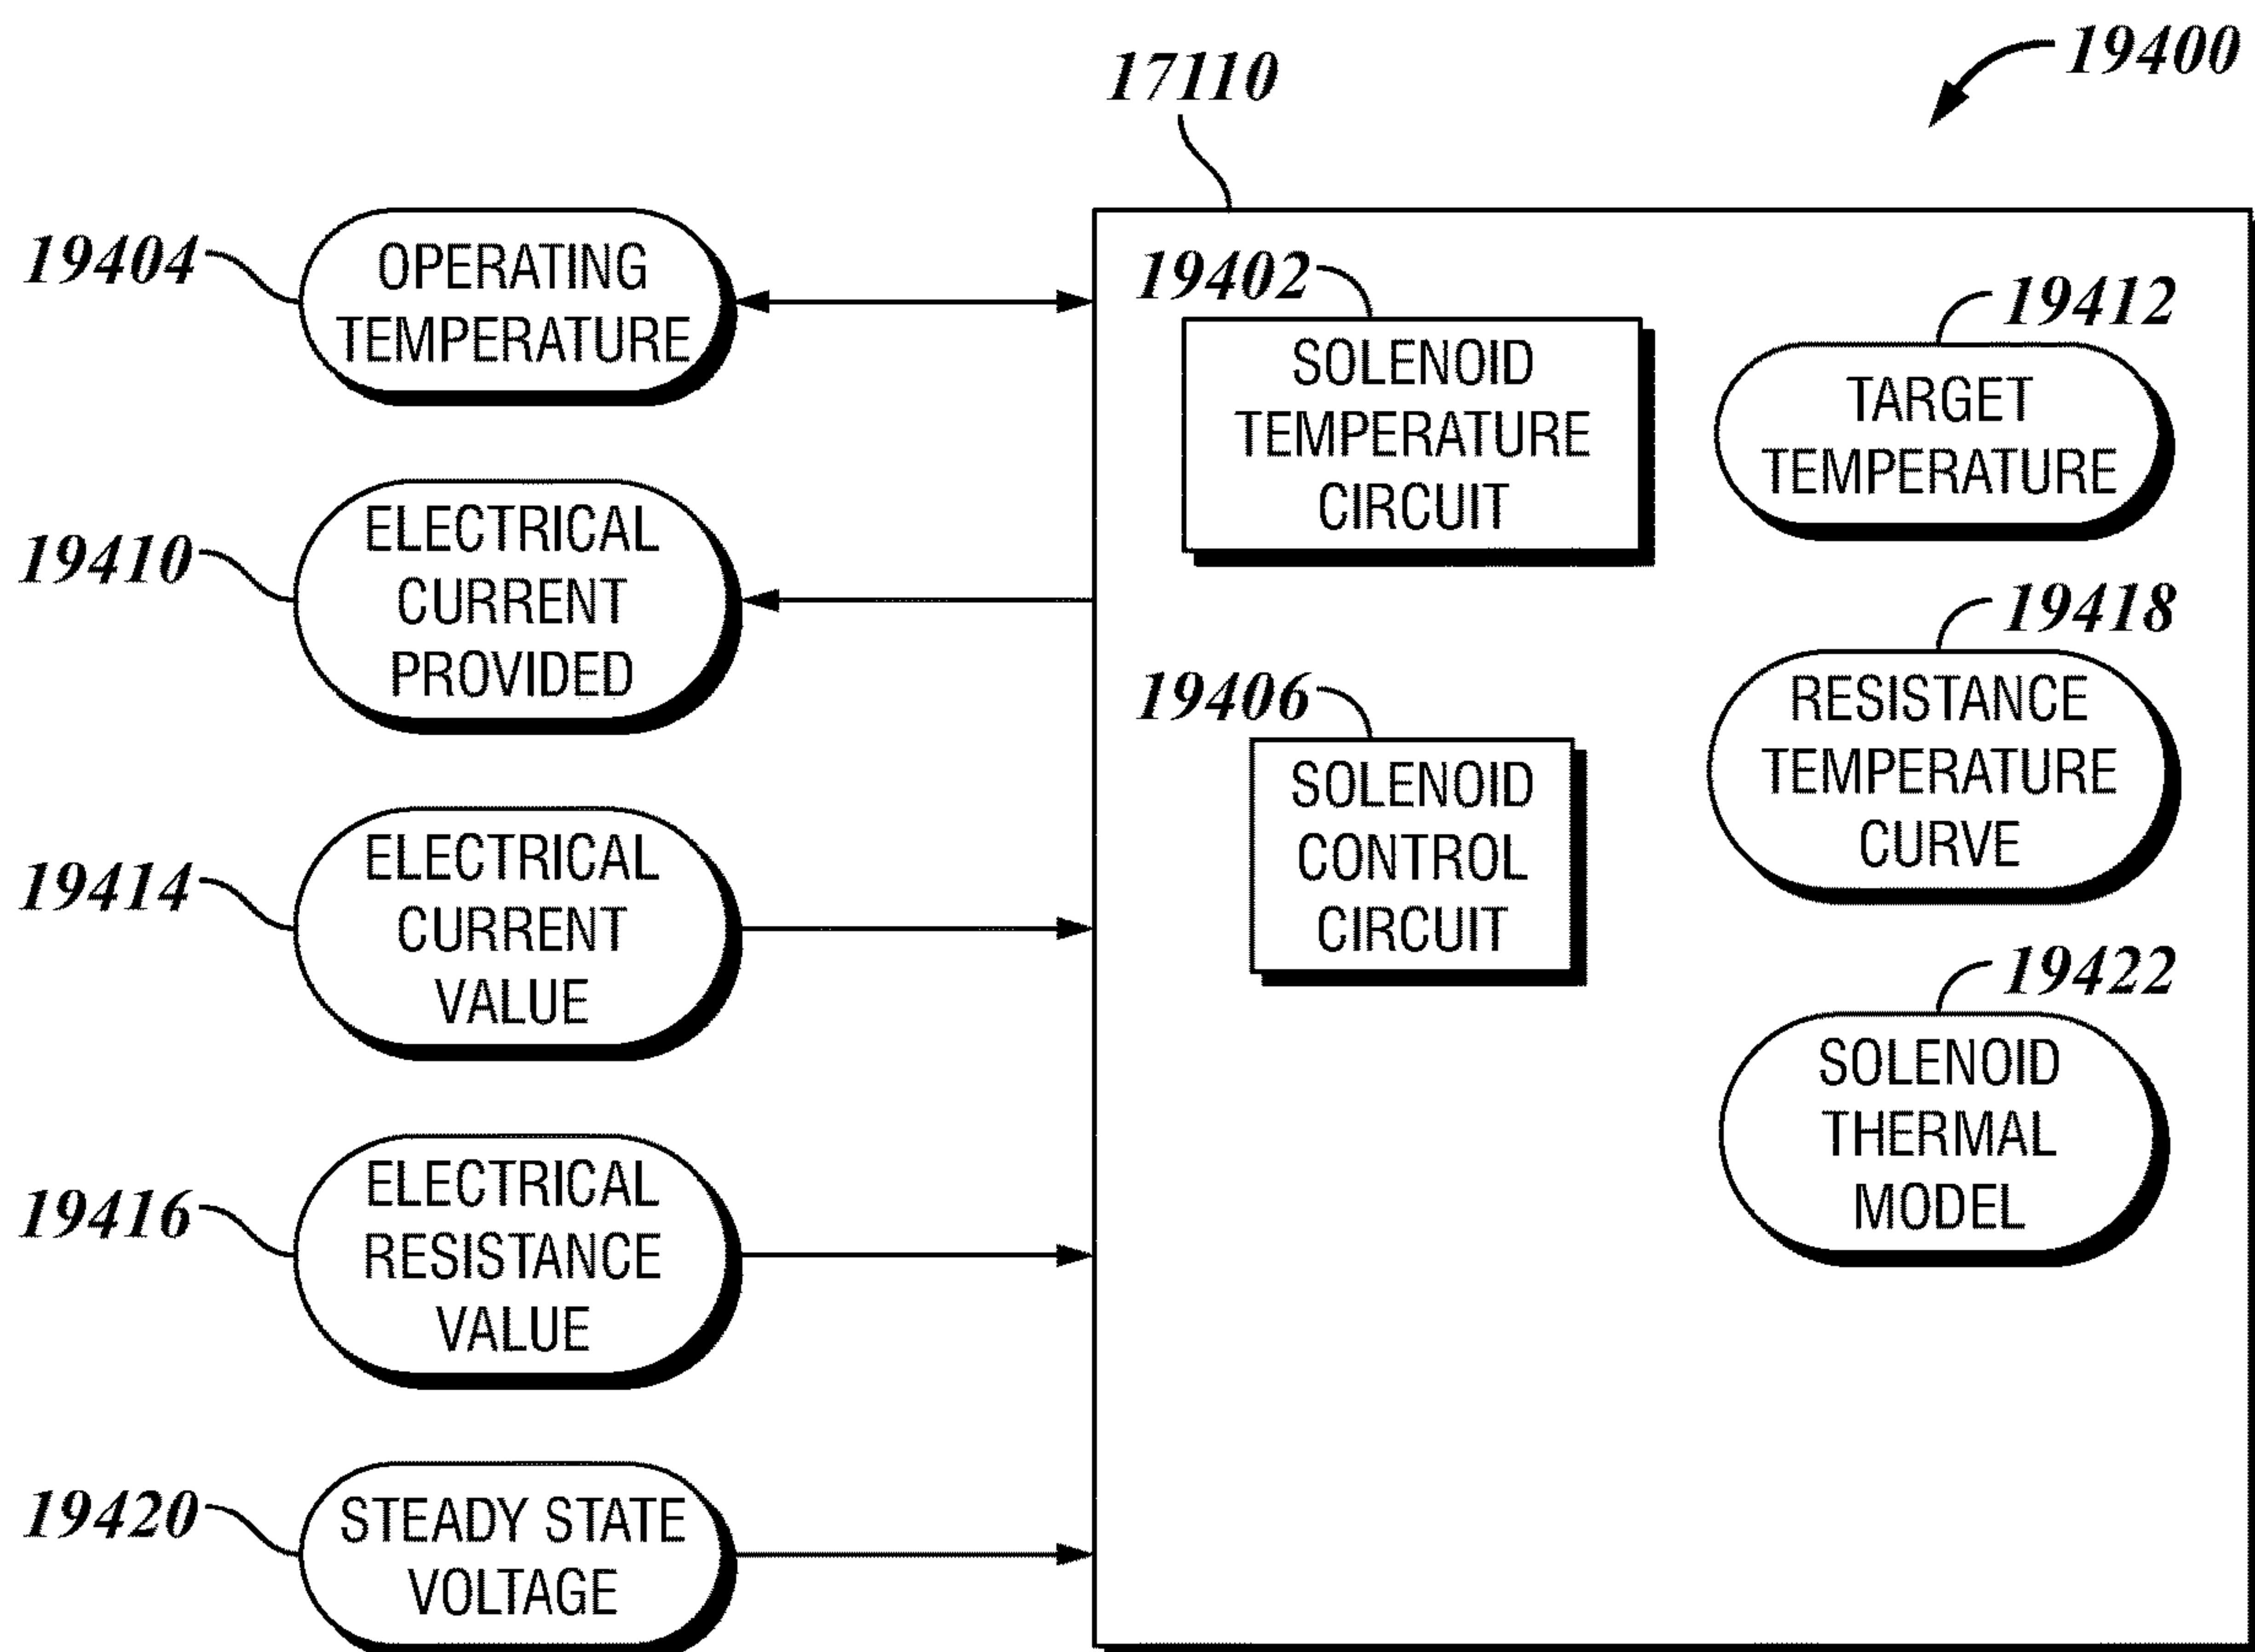 19400
17110
19404
OPERATING
TEMPERATURE
19410
ELECTRICAL
CURRENT
PROVIDED
19414
ELECTRICAL
CURRENT
VALUE
19416
ELECTRICAL
RESISTANCE
VALUE
19420
STEADY STATE
VOLTAGE
19402
SOLENOID
TEMPERATURE
CIRCUIT
19406
SOLENOID
CONTROL
CIRCUIT
19412
TARGET
TEMPERATURE
19418
RESISTANCE
TEMPERATURE
CURVE
19422
SOLENOID
THERMAL
MODEL